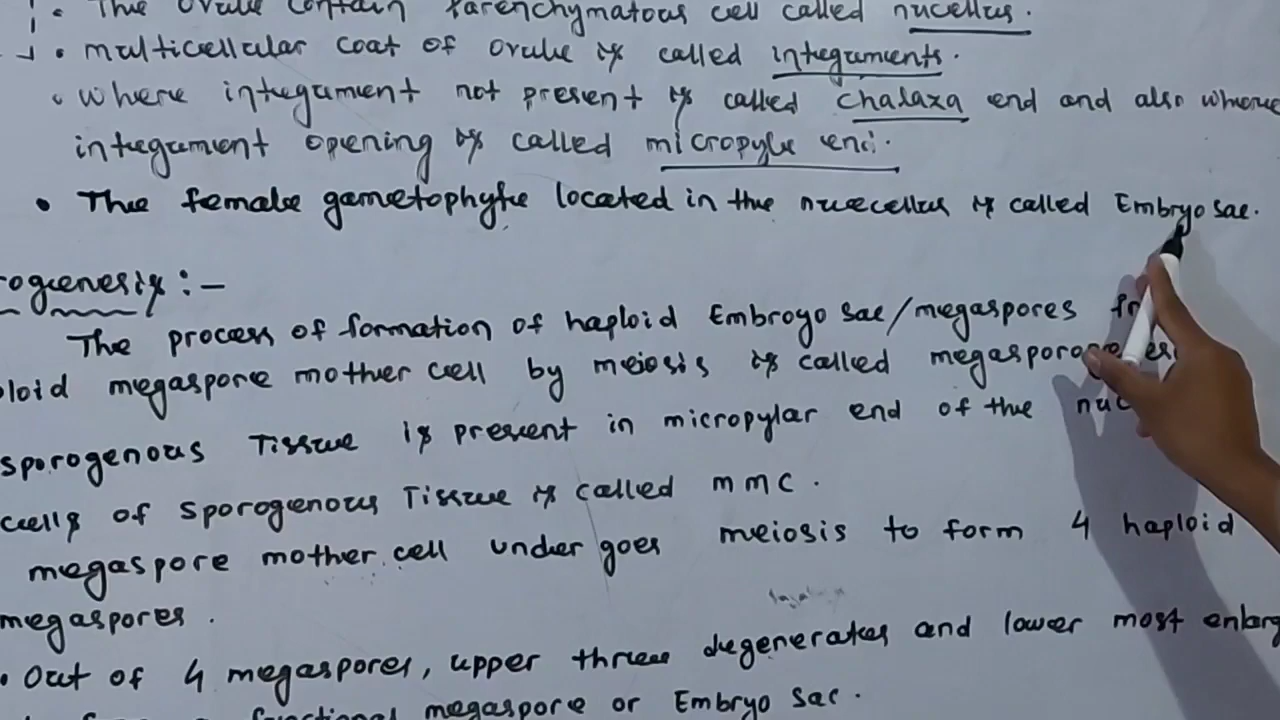 The ovule contain Parenchymatous cell called nucellus.
• multicellular coat of ovule is called integuments.
• where integument not present is called chalaza end and also where
integument opening is called micropyle end.
• The female gametophyte located in the nucellus is called Embryo sac.
ogenesis :-
The process of formation of haploid Embroyo sac/megaspores
loid megaspore mother cell by meiosis is called
sporogenous Tissue is present in micropylar end of the
cells of sporogenous Tissue is called mmc.
megaspore mother cell under goes meiosis to form 4 haploid
megaspores.
• Out of 4 megaspores, upper three degenerates and lower most enlarg
functional megaspore or Embryo sac.